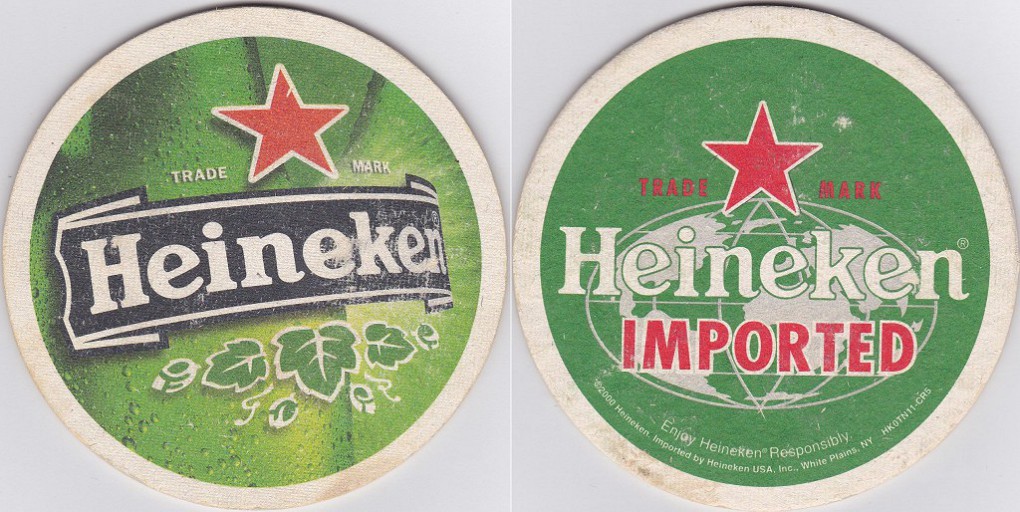 TRADE MARK
Heineken
TRADE MARK
Heineken®
IMPORTED
Enjoy Heineken® Responsibly.
©2000 Heineken. Imported by Heineken USA, Inc., White Plains, NY HK0TN11-CR5